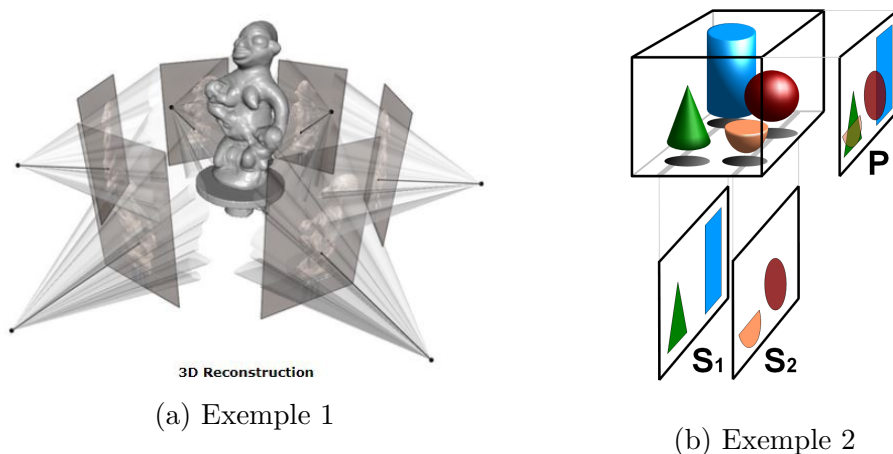 P
S1 S2
3D Reconstruction
(a) Exemple 1
(b) Exemple 2